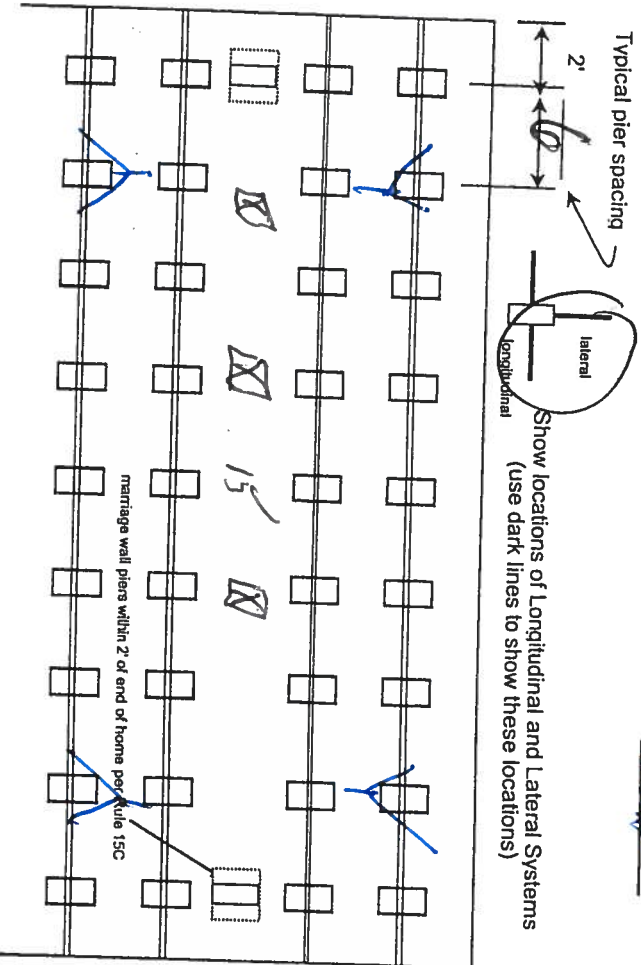 Typical pier spacing
2'
6
lateral
longitudinal
Show locations of Longitudinal and Lateral Systems
(use dark lines to show these locations)
15
marriage wall piers within 2' of end of home per Rule 15C